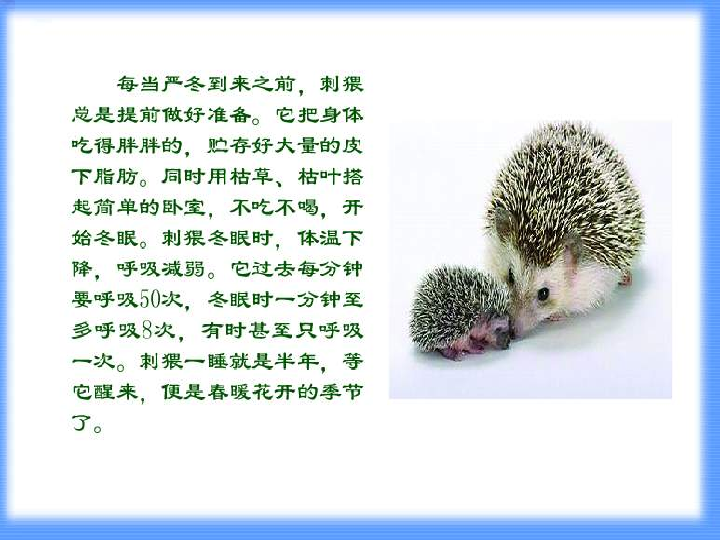 每当严冬到来之前，刺猬
总是提前做好准备。它把身体
吃得胖胖的，贮存好大量的皮
下脂肪。同时用枯草、枯叶搭
起简单的卧室，不吃不喝，开
始冬眠。刺猬冬眠时，体温下
降，呼吸减弱。它过去每分钟
要呼吸50次，冬眠时一分钟至
多呼吸8次，有时甚至只呼吸
一次。刺猬一睡就是半年，等
它醒来，便是春暖花开的季节
了。